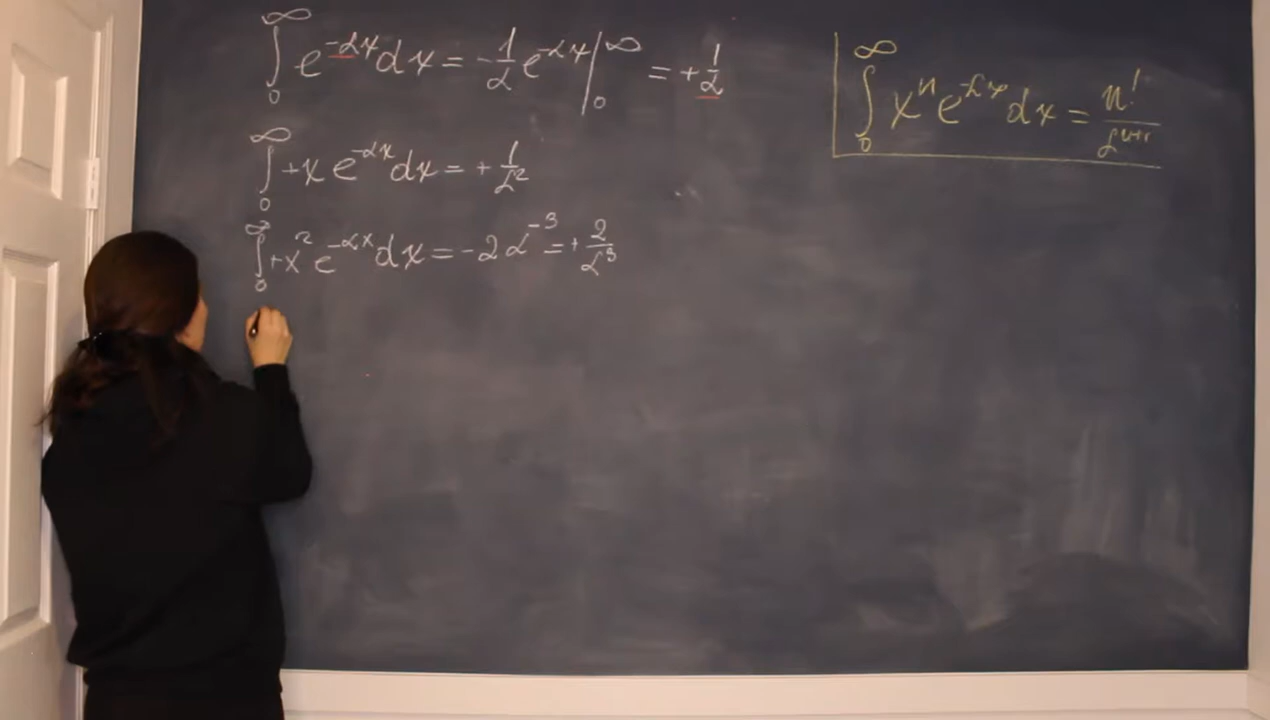 ∫₀^∞ e^{-αx}dx = -1/α e^{-αx}|₀^∞ = +1/α
∫₀^∞ +x e^{-αx}dx = +1/α²
∫₀^∞ +x² e^{-αx}dx = -2α^{-3} = +2/α³
∫₀^∞ xⁿ e^{-αx}dx = n!/α^{n+1}